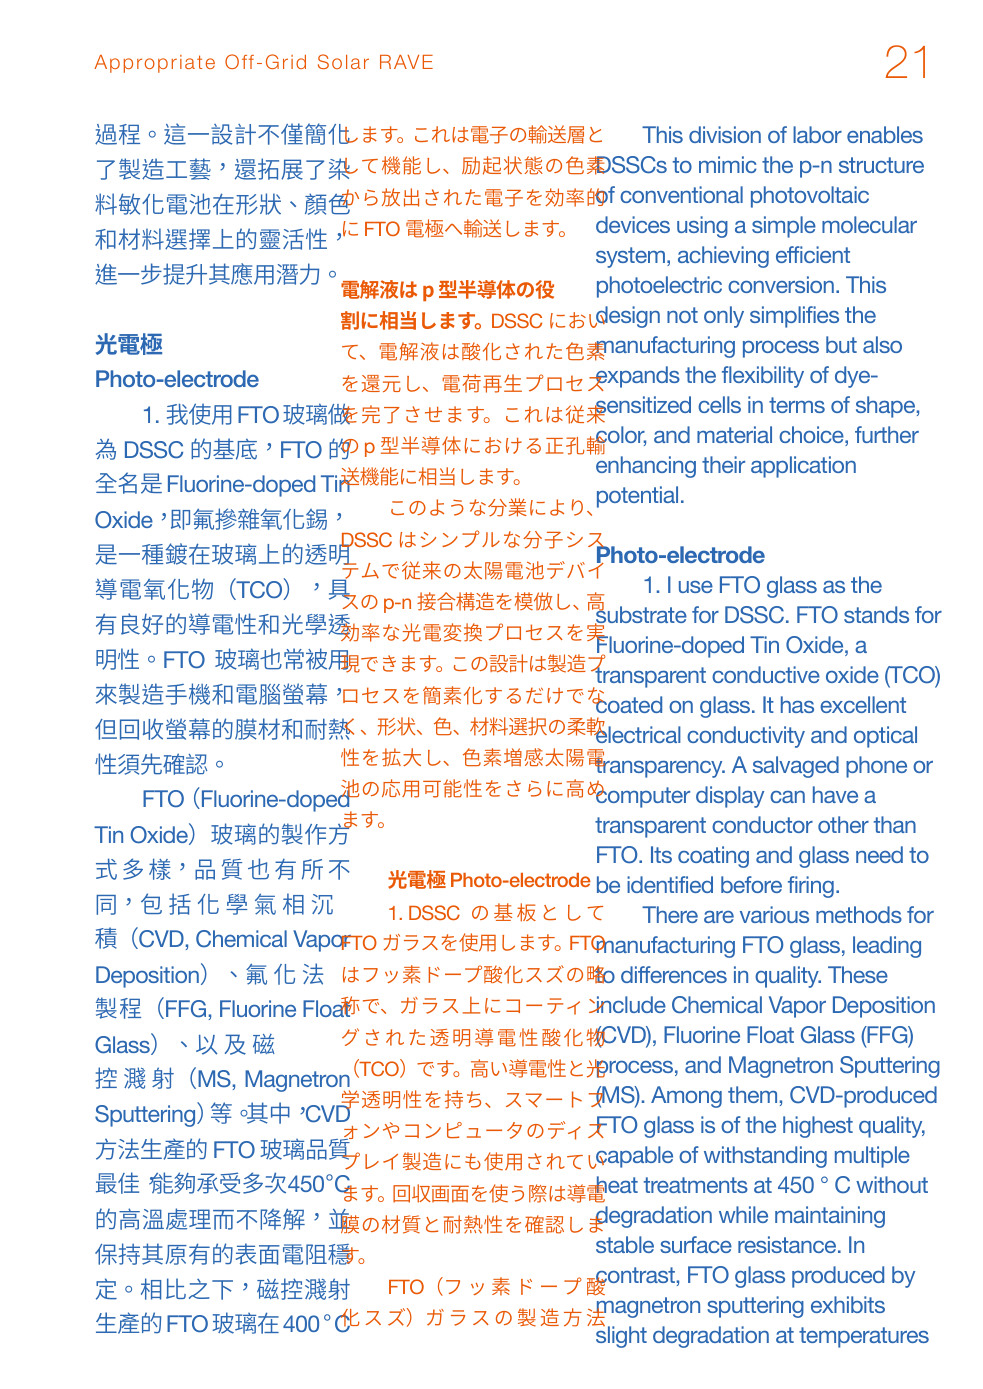 Appropriate Off-Grid Solar RAVE
21
過程。這一設計不僅簡化
了製造工藝，還拓展了染
料敏化電池在形狀、顏色
和材料選擇上的靈活性，
進一步提升其應用潛力。
光電極
Photo-electrode
1. 我使用 FTO 玻璃做
為 DSSC 的基底，FTO 的
全名是 Fluorine-doped Tin
Oxide，即氟摻雜氧化錫，
是一種鍍在玻璃上的透明
導電氧化物（TCO），具
有良好的導電性和光學透
明性。FTO 玻璃也常被用
來製造手機和電腦螢幕，
但回收螢幕的膜材和耐熱
性須先確認。
FTO（Fluorine-doped
Tin Oxide）玻璃的製作方
式多樣，品質也有所不
同，包括化學氣相沉
積（CVD, Chemical Vapor
Deposition）、氟化法
製程（FFG, Fluorine Float
Glass）、以及磁
控濺射（MS, Magnetron
Sputtering）等。其中，CVD
方法生產的 FTO 玻璃品質
最佳，能夠承受多次450°C
的高溫處理而不降解，並
保持其原有的表面電阻穩
定。相比之下，磁控濺射
生產的 FTO 玻璃在 400°C
します。これは電子の輸送層と
して機能し、励起状態の色素
から放出された電子を効率的
に FTO 電極へ輸送します。
電解液は p 型半導体の役
割に相当します。DSSC におい
て、電解液は酸化された色素
を還元し、電荷再生プロセス
を完了させます。これは従来
の p 型半導体における正孔輸
送機能に相当します。
このような分業により、
DSSC はシンプルな分子シス
テムで従来の太陽電池デバイ
スの p-n 接合構造を模倣し、高
効率な光電変換プロセスを実
現できます。この設計は製造プ
ロセスを簡素化するだけでな
く、形状、色、材料選択の柔軟
性を拡大し、色素増感太陽電
池の応用可能性をさらに高め
ます。
光電極 Photo-electrode
1. DSSC の基板として
FTO ガラスを使用します。FTO
はフッ素ドープ酸化スズの略
称で、ガラス上にコーティン
グされた透明導電性酸化物
（TCO）です。高い導電性と光
学透明性を持ち、スマートフ
ォンやコンピュータのディス
プレイ製造にも使用されてい
ます。回収画面を使う際は導電
膜の材質と耐熱性を確認しま
す。
FTO（フッ素ドープ酸
化スズ）ガラスの製造方法
This division of labor enables
DSSCs to mimic the p-n structure
of conventional photovoltaic
devices using a simple molecular
system, achieving efficient
photoelectric conversion. This
design not only simplifies the
manufacturing process but also
expands the flexibility of dye-
sensitized cells in terms of shape,
color, and material choice, further
enhancing their application
potential.
Photo-electrode
1. I use FTO glass as the
substrate for DSSC. FTO stands for
Fluorine-doped Tin Oxide, a
transparent conductive oxide (TCO)
coated on glass. It has excellent
electrical conductivity and optical
transparency. A salvaged phone or
computer display can have a
transparent conductor other than
FTO. Its coating and glass need to
be identified before firing.
There are various methods for
manufacturing FTO glass, leading
to differences in quality. These
include Chemical Vapor Deposition
(CVD), Fluorine Float Glass (FFG)
process, and Magnetron Sputtering
(MS). Among them, CVD-produced
FTO glass is of the highest quality,
capable of withstanding multiple
heat treatments at 450 ° C without
degradation while maintaining
stable surface resistance. In
contrast, FTO glass produced by
magnetron sputtering exhibits
slight degradation at temperatures